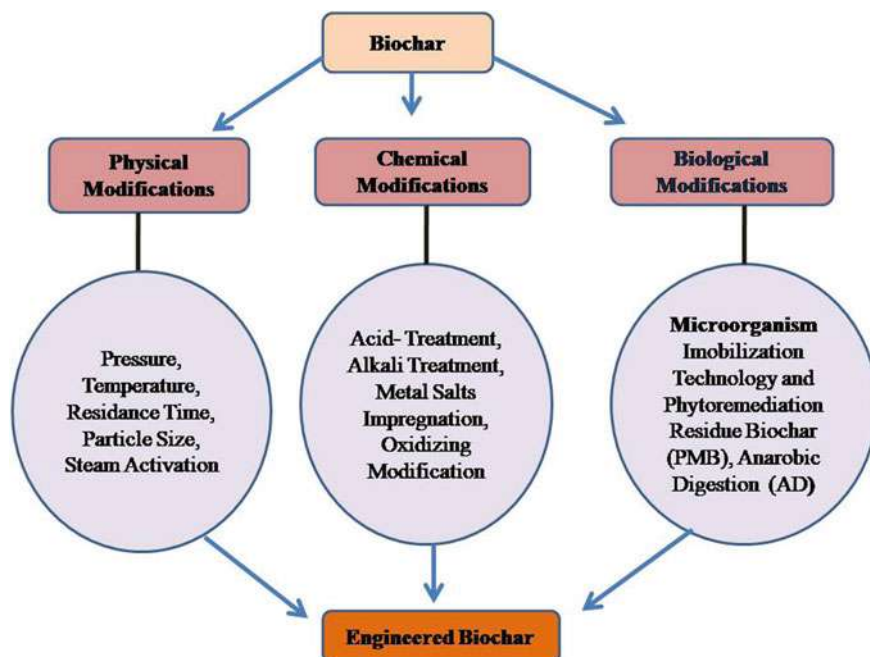 Biochar
Physical
Modifications
Chemical
Modifications
Biological
Modifications
Pressure,
Temperature,
Residance Time,
Particle Size,
Steam Activation
Acid- Treatment,
Alkali Treatment,
Metal Salts
Impregnation,
Oxidizing
Modification
Microorganism
Imobilization
Technology and
Phytoremediation
Residue Biochar
(PMB), Anarobic
Digestion (AD)
Engineered Biochar